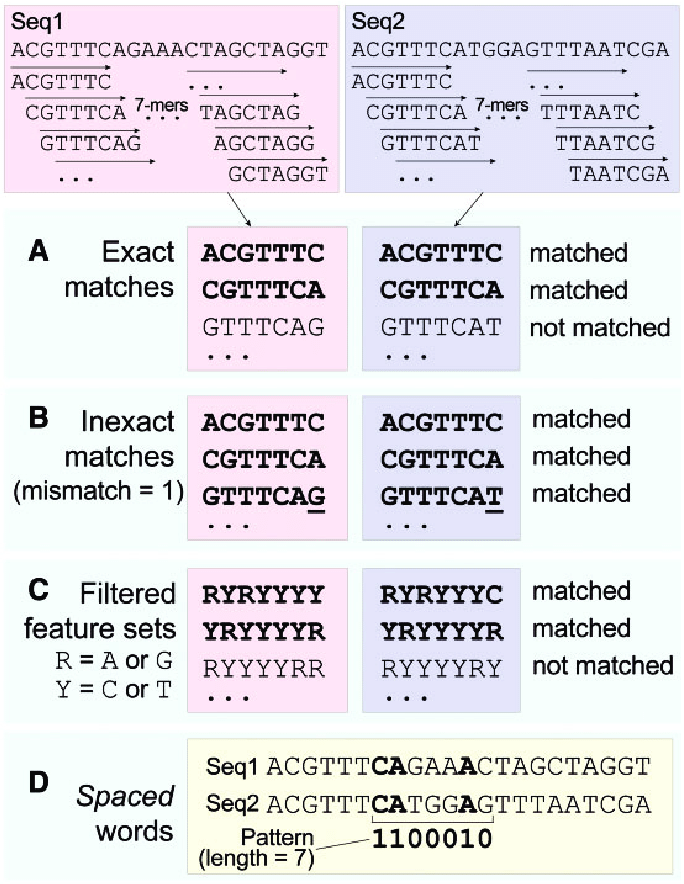 Seq1
ACGTTTCAGAAACTAGCTAGGT
ACGTTTC ...
CGTTTCA 7-mers ... TAGCTAG
GTTTCAG AGCTAGG
... GCTAGGT
Seq2
ACGTTTCATGGAGTTTAATCGA
ACGTTTC ...
CGTTTCA 7-mers ... TTTAATC
GTTTCAT TTAATCG
... TAATCGA
A Exact matches
ACGTTTC ACGTTTC matched
CGTTTCA CGTTTCA matched
GTTTCAG GTTTCAT not matched
... ...
B Inexact matches
(mismatch = 1)
ACGTTTC ACGTTTC matched
CGTTTCA CGTTTCA matched
GTTTCAG GTTTCAT matched
... ...
C Filtered feature sets
R = A or G
Y = C or T
RYRYYYY RYRYYYC matched
YRYYYYR YRYYYYR matched
RYYYYRR RYYYYRY not matched
... ...
D Spaced words
Seq1 ACGTTTCAGAAACTAGCTAGGT
Seq2 ACGTTTCATGGAGTTTAATCGA
Pattern 1100010
(length = 7)